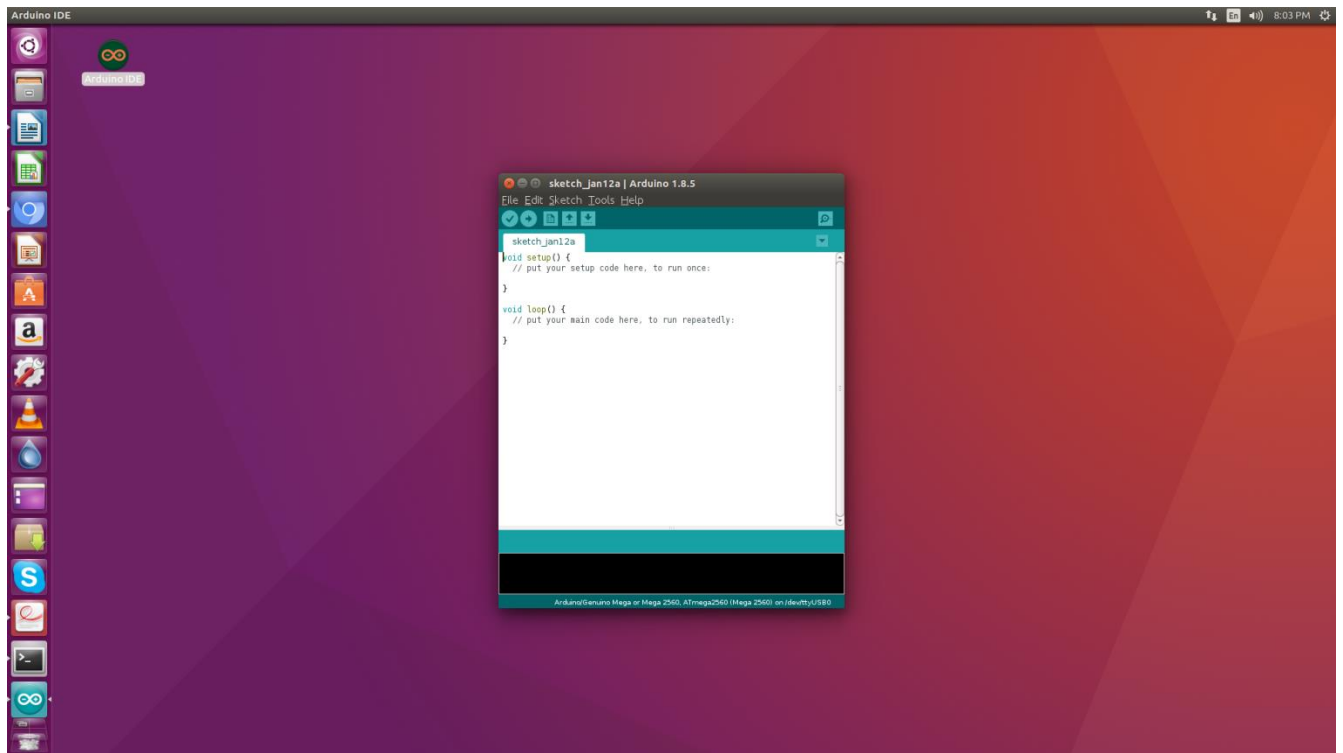 Arduino IDE
En
8:03 PM
Arduino IDE
sketch_jan12a | Arduino 1.8.5
File Edit Sketch Tools Help
sketch_jan12a
void setup() {
// put your setup code here, to run once:
}
void loop() {
// put your main code here, to run repeatedly:
}
Arduino/Genuino Mega or Mega 2560, ATmega2560 (Mega 2560) on /dev/ttyUSB0